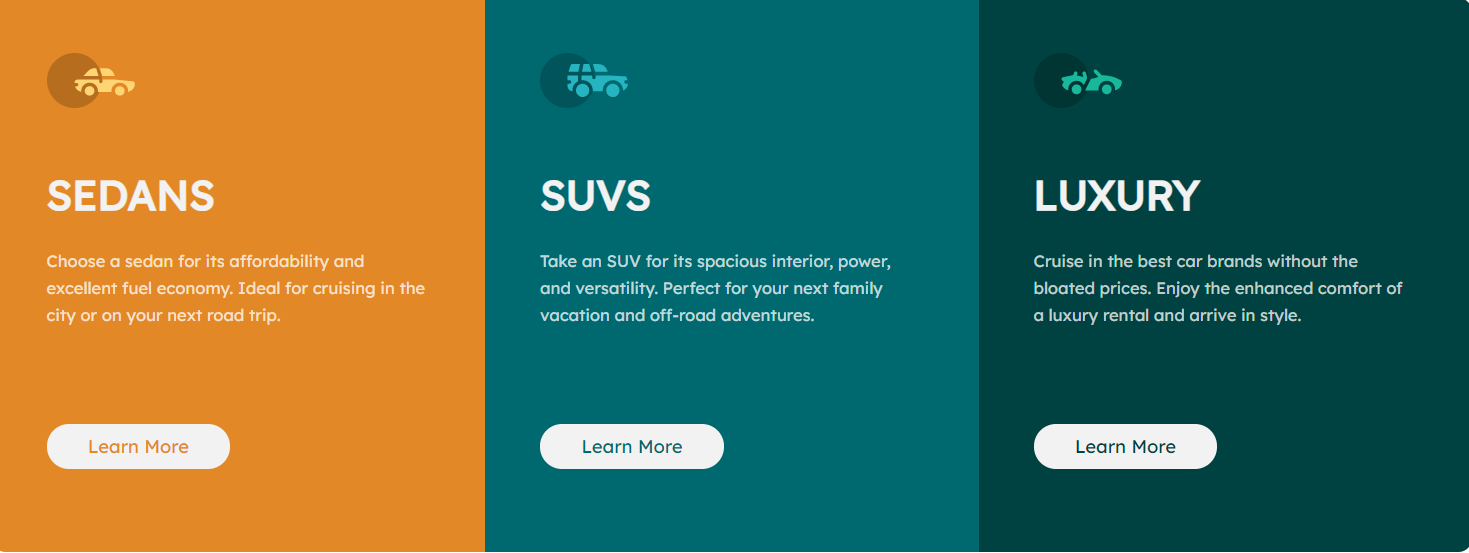 SEDANS
Choose a sedan for its affordability and
excellent fuel economy. Ideal for cruising in the
city or on your next road trip.
Learn More
SUVS
Take an SUV for its spacious interior, power,
and versatility. Perfect for your next family
vacation and off-road adventures.
Learn More
LUXURY
Cruise in the best car brands without the
bloated prices. Enjoy the enhanced comfort of
a luxury rental and arrive in style.
Learn More